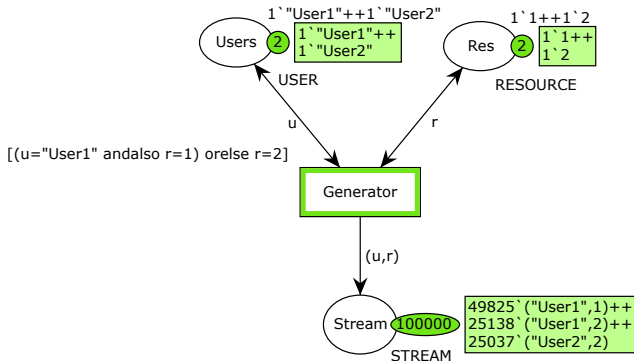 1`"User1"++1`"User2"
Users
2
1`"User1"++
1`"User2"
USER
1`1++1`2
Res
2
1`1++
1`2
RESOURCE
u
r
[(u="User1" andalso r=1) orelse r=2]
Generator
(u,r)
Stream
100000
49825`("User1",1)++
25138`("User1",2)++
25037`("User2",2)
STREAM